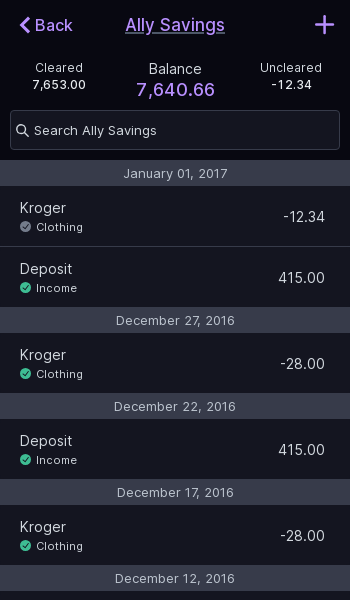 Back
Ally Savings
Cleared
Balance
Uncleared
7,653.00
7,640.66
-12.34
Search Ally Savings
January 01, 2017
Kroger
-12.34
Clothing
Deposit
415.00
Income
December 27, 2016
Kroger
-28.00
Clothing
December 22, 2016
Deposit
415.00
Income
December 17, 2016
Kroger
-28.00
Clothing
December 12, 2016